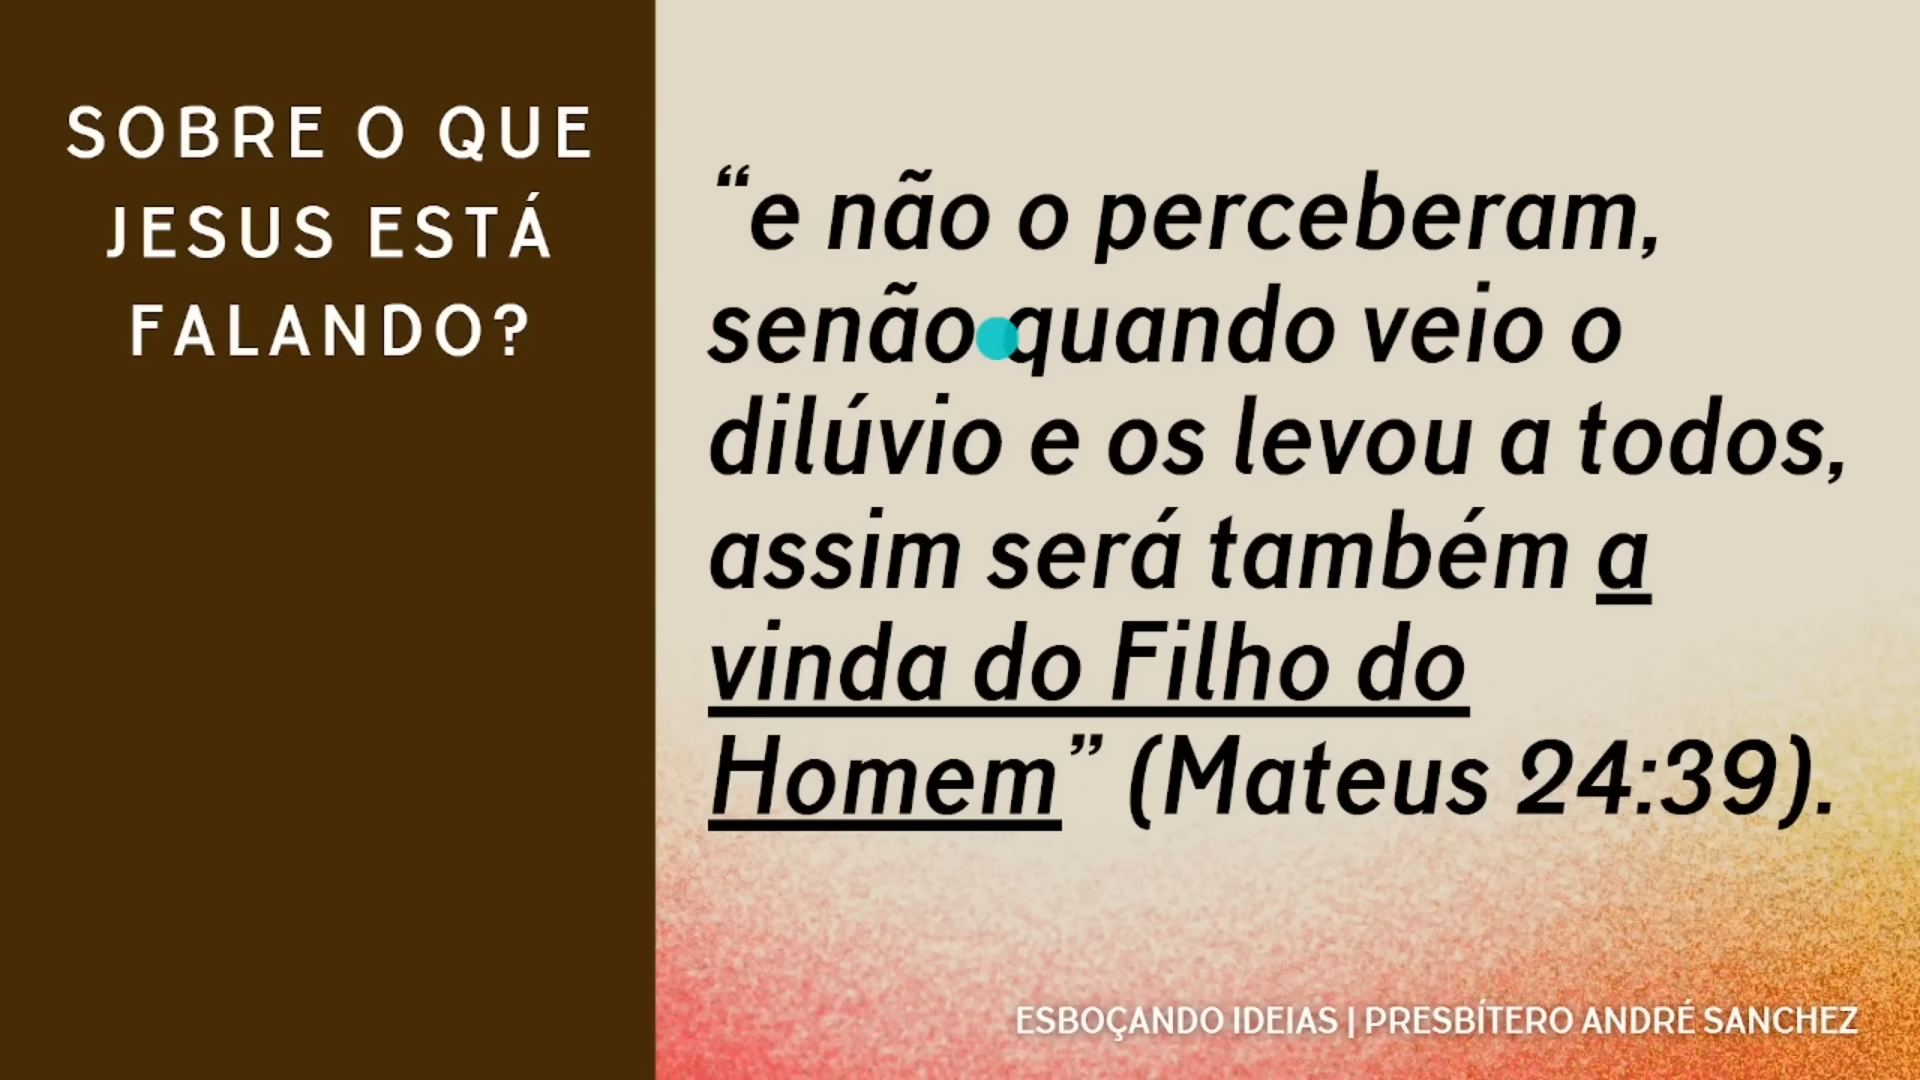 SOBRE O QUE
JESUS ESTÁ
FALANDO?
“e não o perceberam,
senão quando veio o
dilúvio e os levou a todos,
assim será também a
vinda do Filho do
Homem” (Mateus 24:39).
ESBOÇANDO IDEIAS | PRESBÍTERO ANDRÉ SANCHEZ